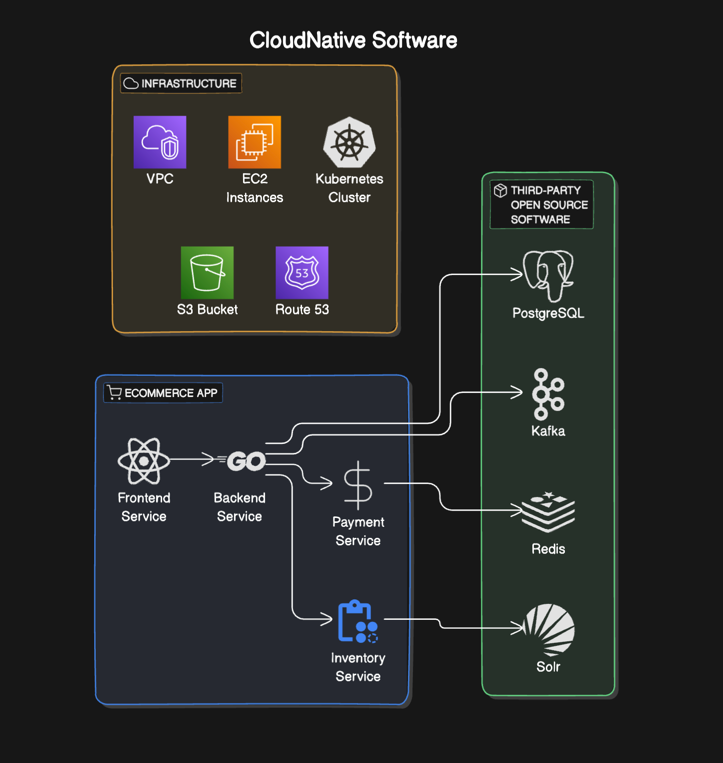 CloudNative Software
INFRASTRUCTURE
VPC
EC2
Instances
Kubernetes
Cluster
S3 Bucket
53
Route 53
THIRD-PARTY
OPEN SOURCE
SOFTWARE
PostgreSQL
Kafka
Redis
Solr
ECOMMERCE APP
Frontend
Service
GO
Backend
Service
$
Payment
Service
Inventory
Service